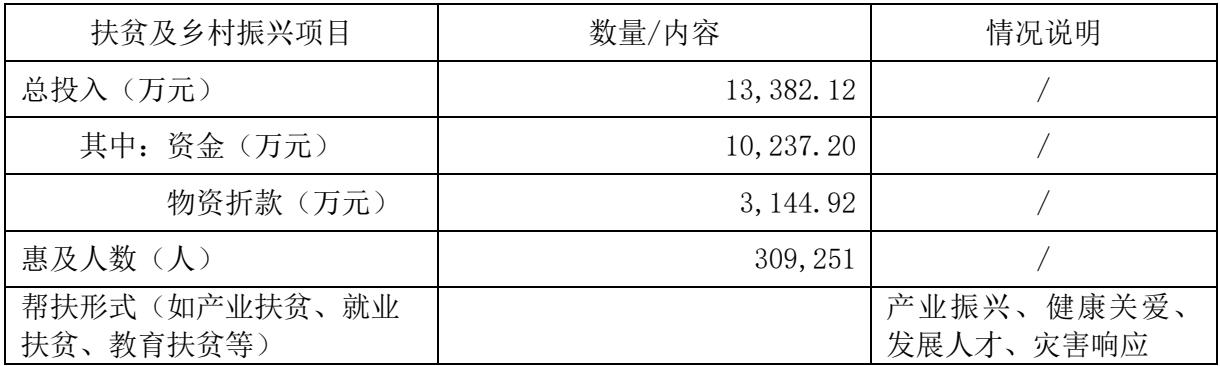 扶贫及乡村振兴项目 数量/内容 情况说明
总投入（万元） 13,382.12 /
其中：资金（万元） 10,237.20 /
物资折款（万元） 3,144.92 /
惠及人数（人） 309,251 /
帮扶形式（如产业扶贫、就业 产业振兴、健康关爱、
扶贫、教育扶贫等） 发展人才、灾害响应